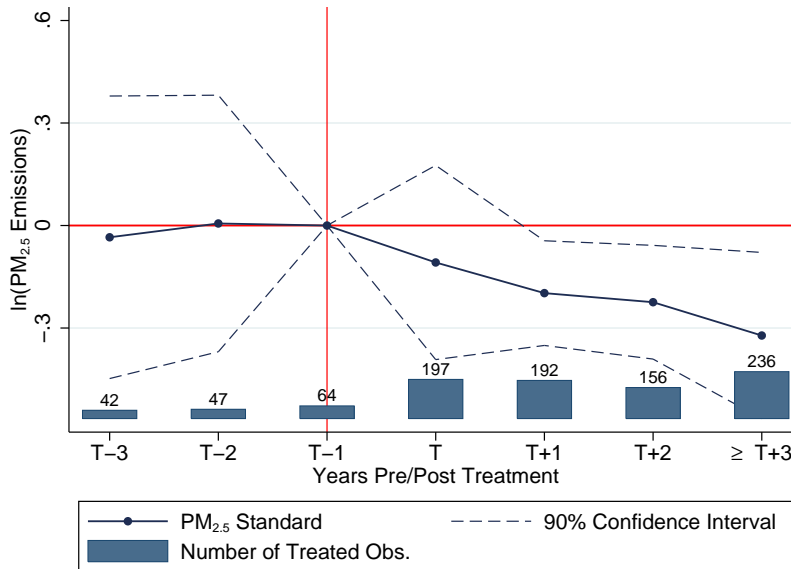 .6
.3
0
-.3
ln(PM2.5 Emissions)
42
47
64
197
192
156
236
T−3
T−2
T−1
T
T+1
T+2
≥ T+3
Years Pre/Post Treatment
PM2.5 Standard
90% Confidence Interval
Number of Treated Obs.